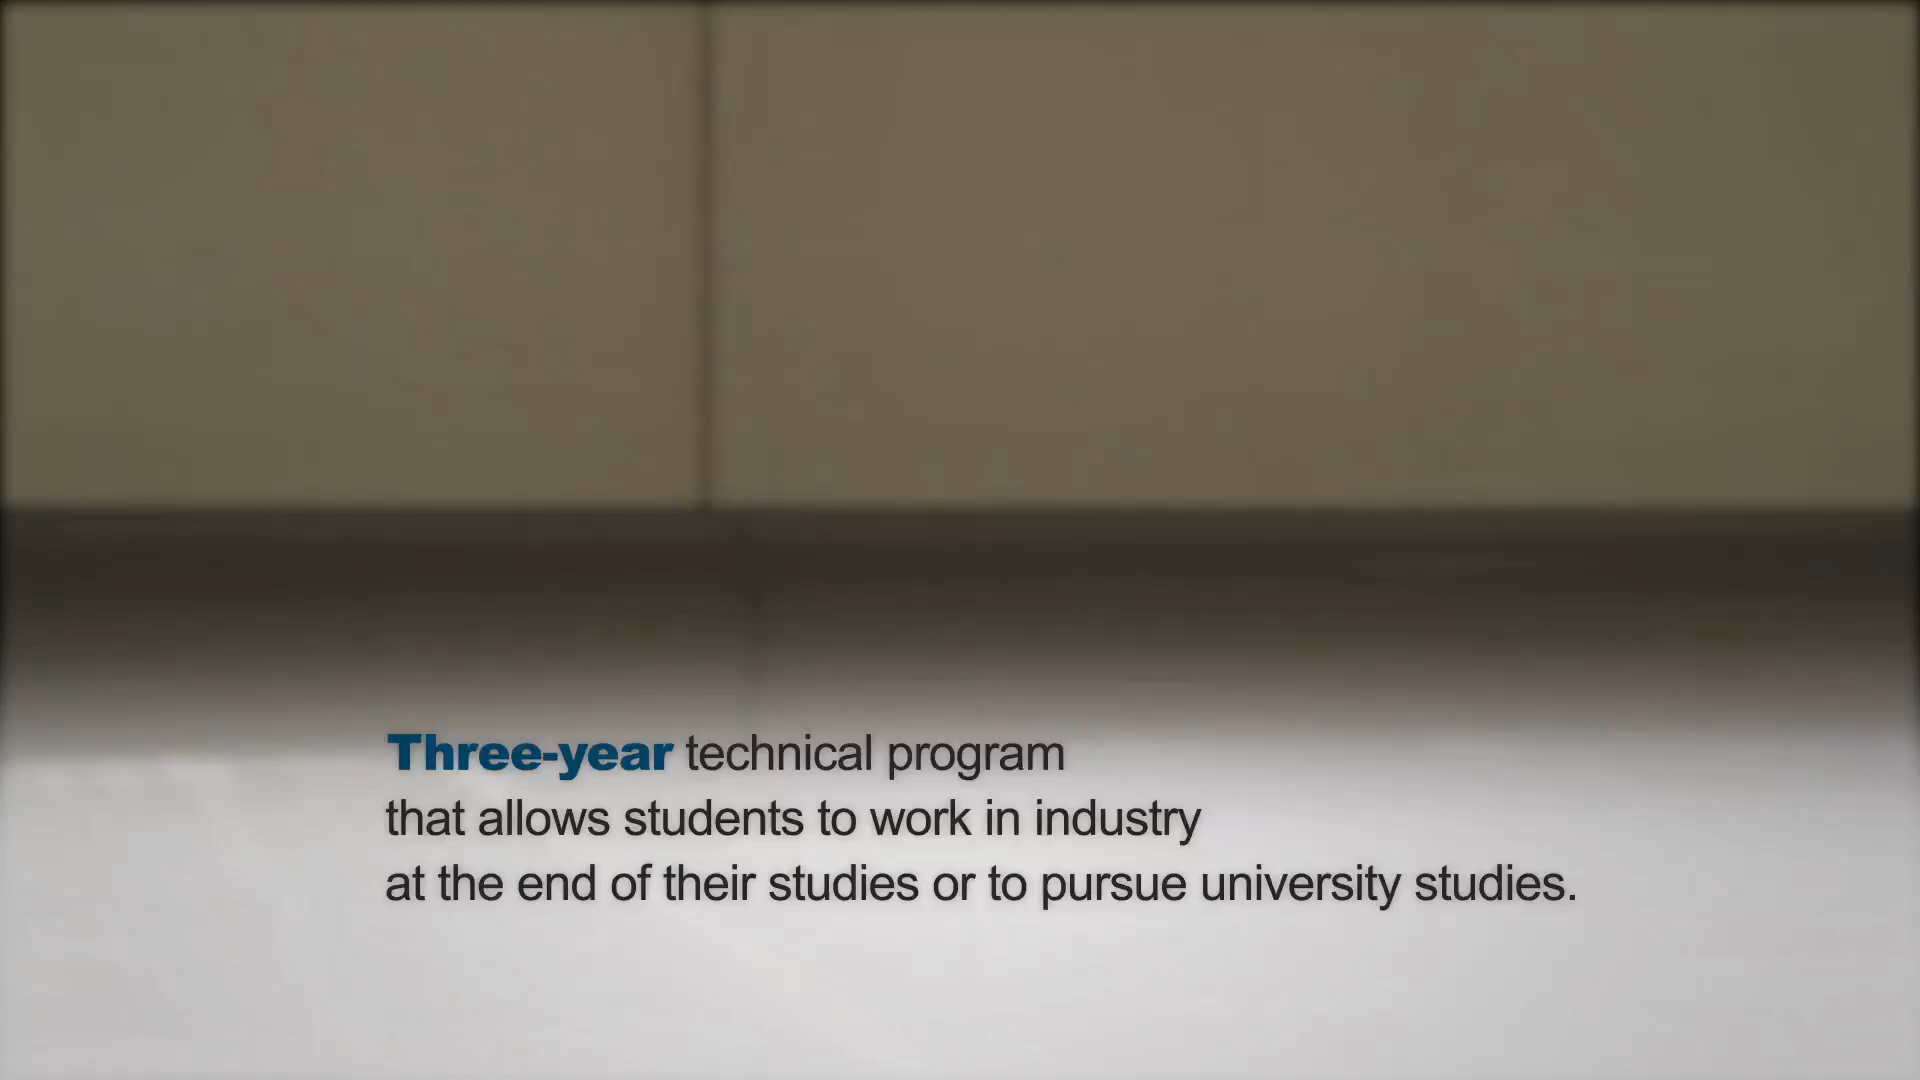 Three-year technical program
that allows students to work in industry
at the end of their studies or to pursue university studies.